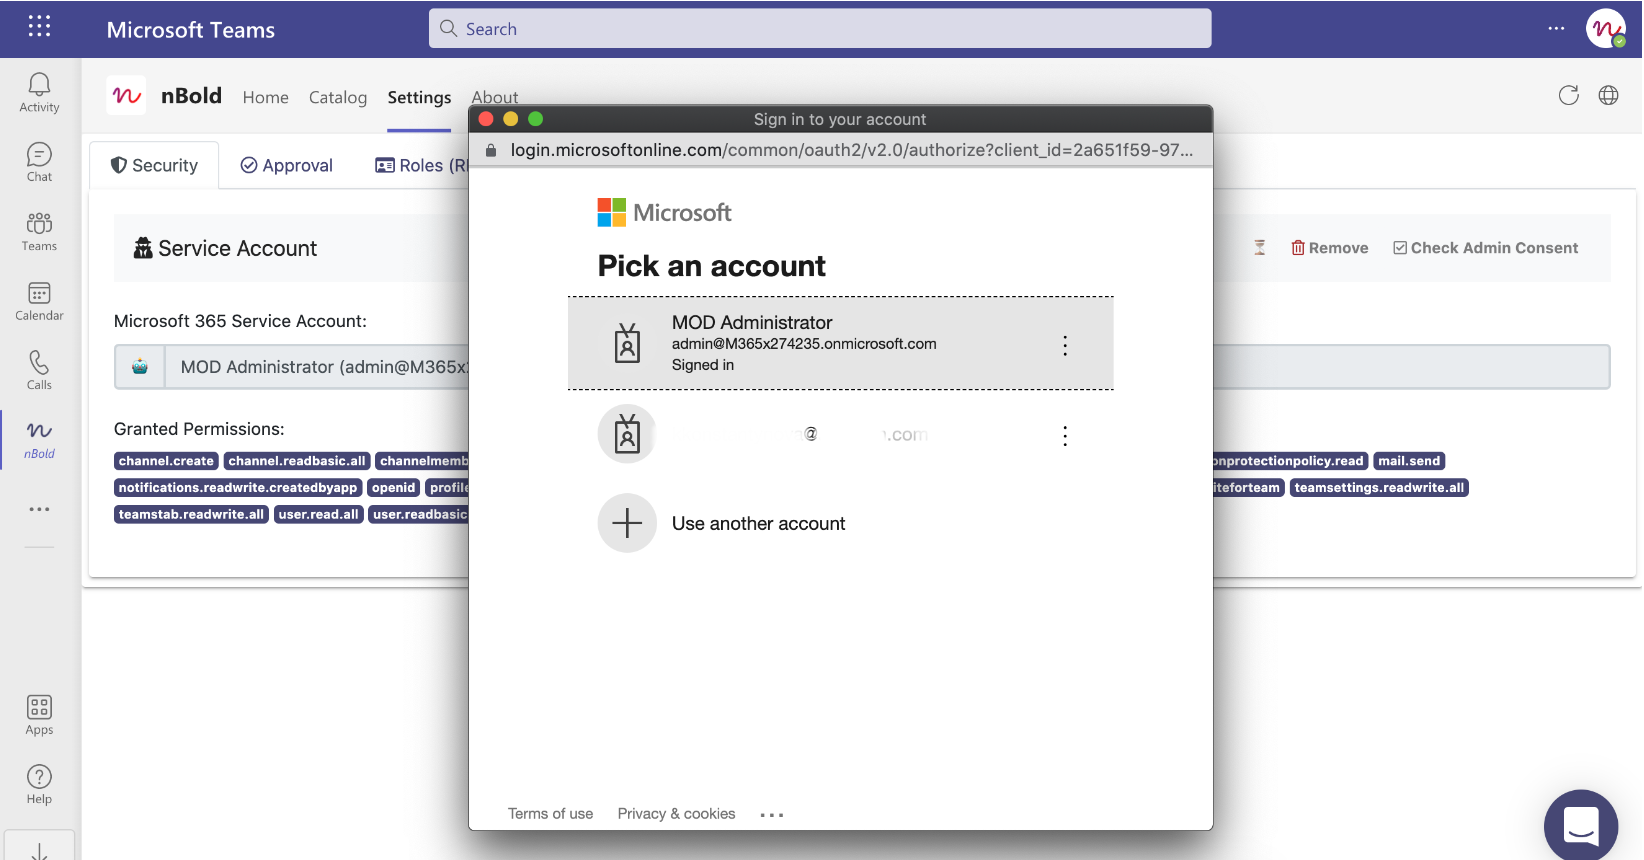 Microsoft Teams
Search
Activity
Chat
Teams
Calendar
Calls
nBold
Apps
Help
nBold Home Catalog Settings About
Security Approval Roles
Service Account
Remove Check Admin Consent
Microsoft 365 Service Account:
MOD Administrator (admin@M365x
Granted Permissions:
channel.create channel.readbasic.all channelmemb
onprotectionpolicy.read mail.send
notifications.readwrite.createdbyapp openid profile
iteforteam teamsettings.readwrite.all
teamstab.readwrite.all user.read.all user.readbasic
Sign in to your account
login.microsoftonline.com/common/oauth2/v2.0/authorize?client_id=2a651f59-97...
Microsoft
Pick an account
MOD Administrator
admin@M365x274235.onmicrosoft.com
Signed in
@ .com
Use another account
Terms of use Privacy & cookies